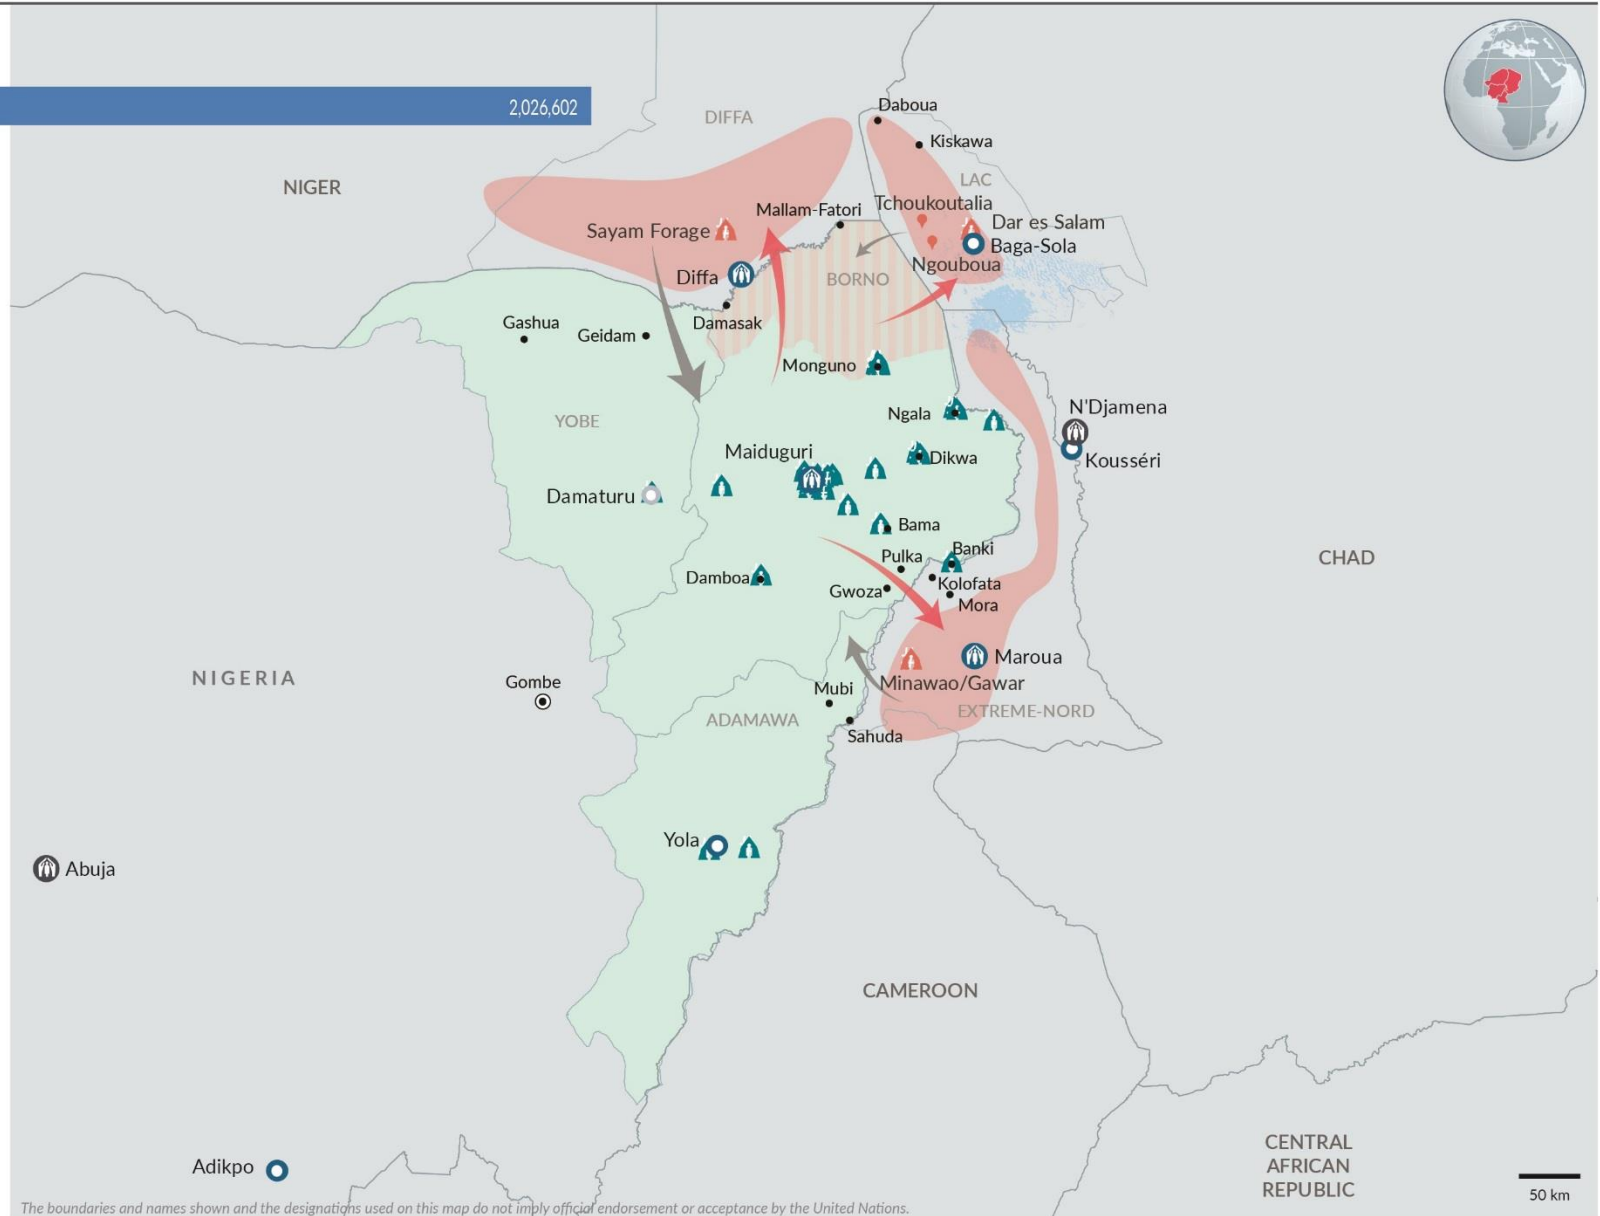 2,026,602
DIFFA
Daboua
Kiskawa
NIGER
LAC
Tchoukoutalia
Mallam-Fatori
Sayam Forage
Dar es Salam
Baga-Sola
Ngouboua
Diffa
BORNO
Damasak
Gashua
Geidam
Monguno
N'Djamena
Ngala
YOBE
Maiduguri
Dikwa
Kousséri
Damaturu
Bama
Banki
Pulka
CHAD
Damboa
Kolofata
Gwoza
Mora
Maroua
NIGERIA
Gombe
Minawao/Gawar
Mubi
EXTREME-NORD
ADAMAWA
Sahuda
Yola
Abuja
CAMEROON
CENTRAL
AFRICAN
REPUBLIC
Adikpo
50 km
The boundaries and names shown and the designations used on this map do not imply official endorsement or acceptance by the United Nations.